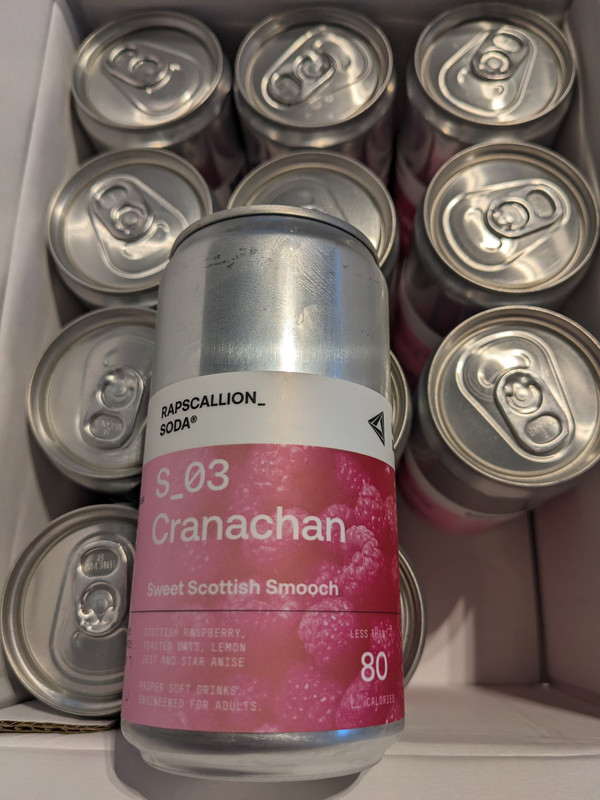 RAPSCALLION_
SODA®
S_03
Cranachan
Sweet Scottish Smooch
SCOTTISH RASPBERRY,
TOASTED OATS, LEMON
ZEST AND STAR ANISE
LESS THAN
80
CALORIES
PROPER SOFT DRINKS.
ENGINEERED FOR ADULTS.